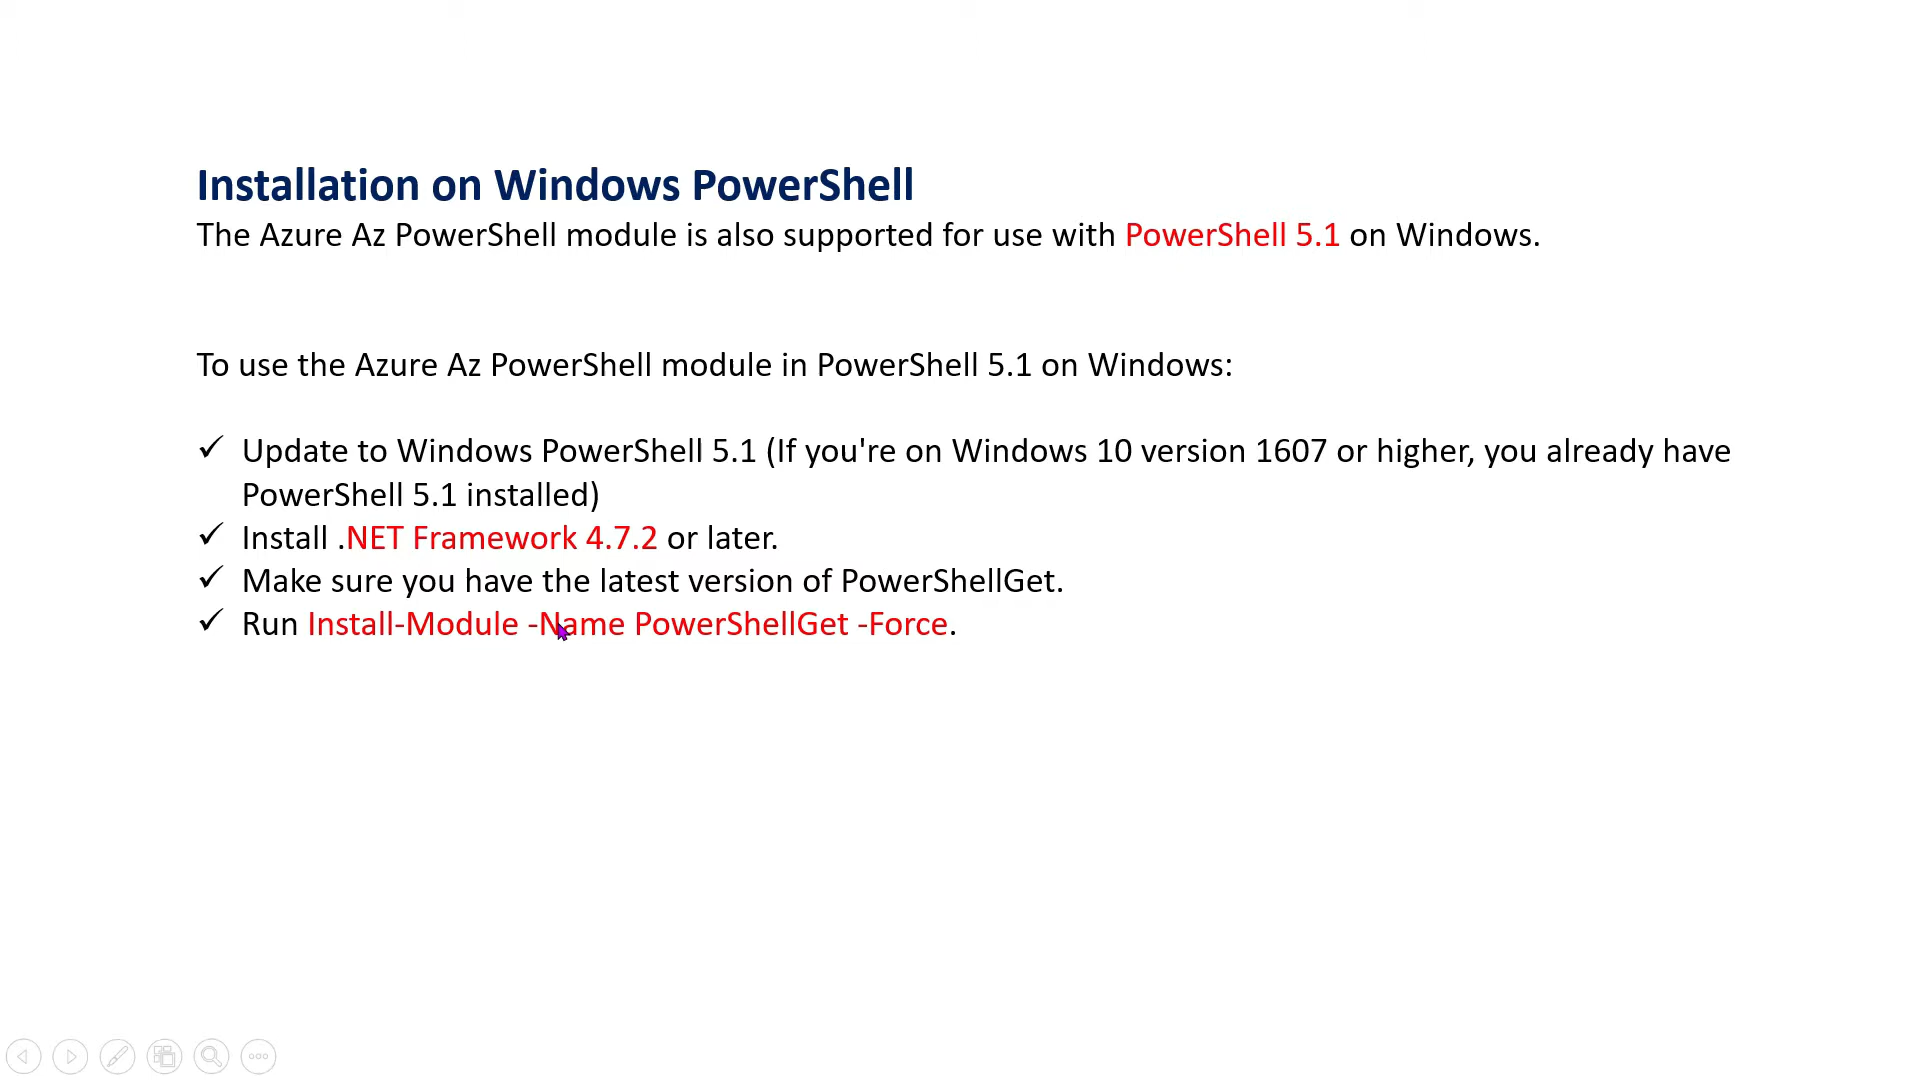 Installation on Windows PowerShell
The Azure Az PowerShell module is also supported for use with PowerShell 5.1 on Windows.
To use the Azure Az PowerShell module in PowerShell 5.1 on Windows:
✓ Update to Windows PowerShell 5.1 (If you're on Windows 10 version 1607 or higher, you already have
PowerShell 5.1 installed)
✓ Install .NET Framework 4.7.2 or later.
✓ Make sure you have the latest version of PowerShellGet.
✓ Run Install-Module -Name PowerShellGet -Force.